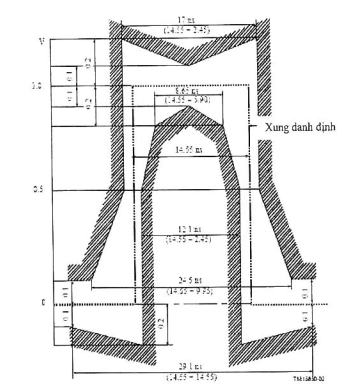 17 ns
(14.55 + 2.45)
V
0.1
0.2
1.0
0.1
0.2
8.65 ns
(14.55 – 5.90)
Xung danh định
14.55 ns
0.5
12.1 ns
(14.55 – 2.45)
24.5 ns
(14.55 + 9.95)
0.1
0.1
0
0.1
0.1
0.2
29.1 ns
(14.55 + 14.55)